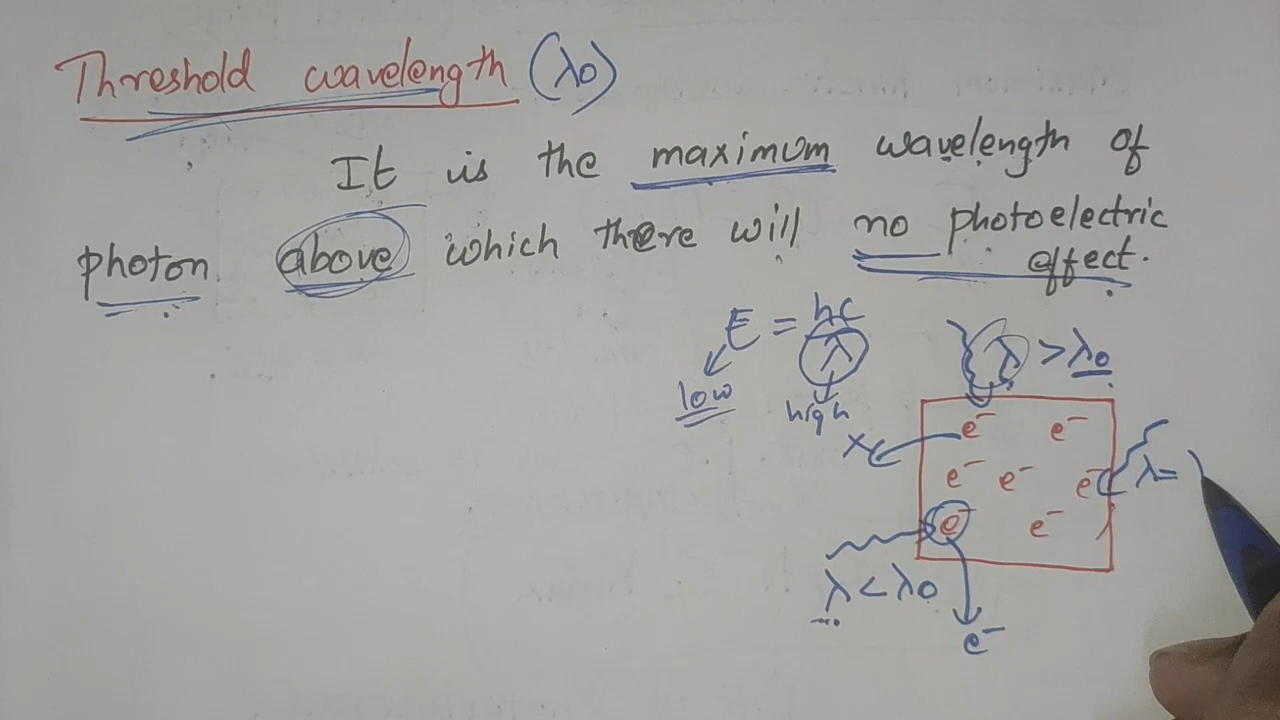 Threshold wavelength (λ0)
It is the maximum wavelength of
photon above which there will no photoelectric
effect.
E = hc
λ
low
high
λ > λ0
x
e⁻ e⁻
e⁻ e⁻ e⁻
e⁻ e⁻
λ =
λ < λ0
e⁻